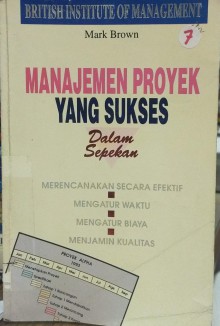 BRITISH INSTITUTE OF MANAGEMENT
Mark Brown
7
MANAJEMEN PROYEK
YANG SUKSES
Dalam
Sepekan
MERENCANAKAN SECARA EFEKTIF
MENGATUR WAKTU
MENGATUR BIAYA
MENJAMIN KUALITAS
PROYEK ALPHA